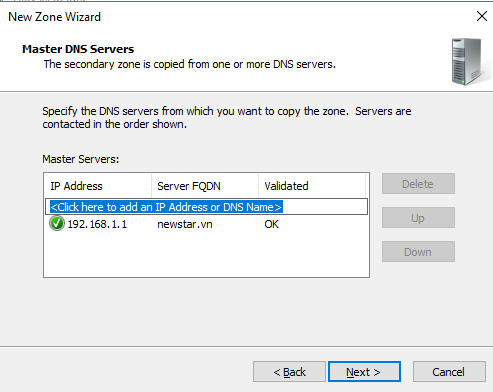 New Zone Wizard
Master DNS Servers
The secondary zone is copied from one or more DNS servers.
Specify the DNS servers from which you want to copy the zone. Servers are
contacted in the order shown.
Master Servers:
IP Address Server FQDN Validated
<Click here to add an IP Address or DNS Name>
192.168.1.1 newstar.vn OK
Delete
Up
Down
< Back Next > Cancel